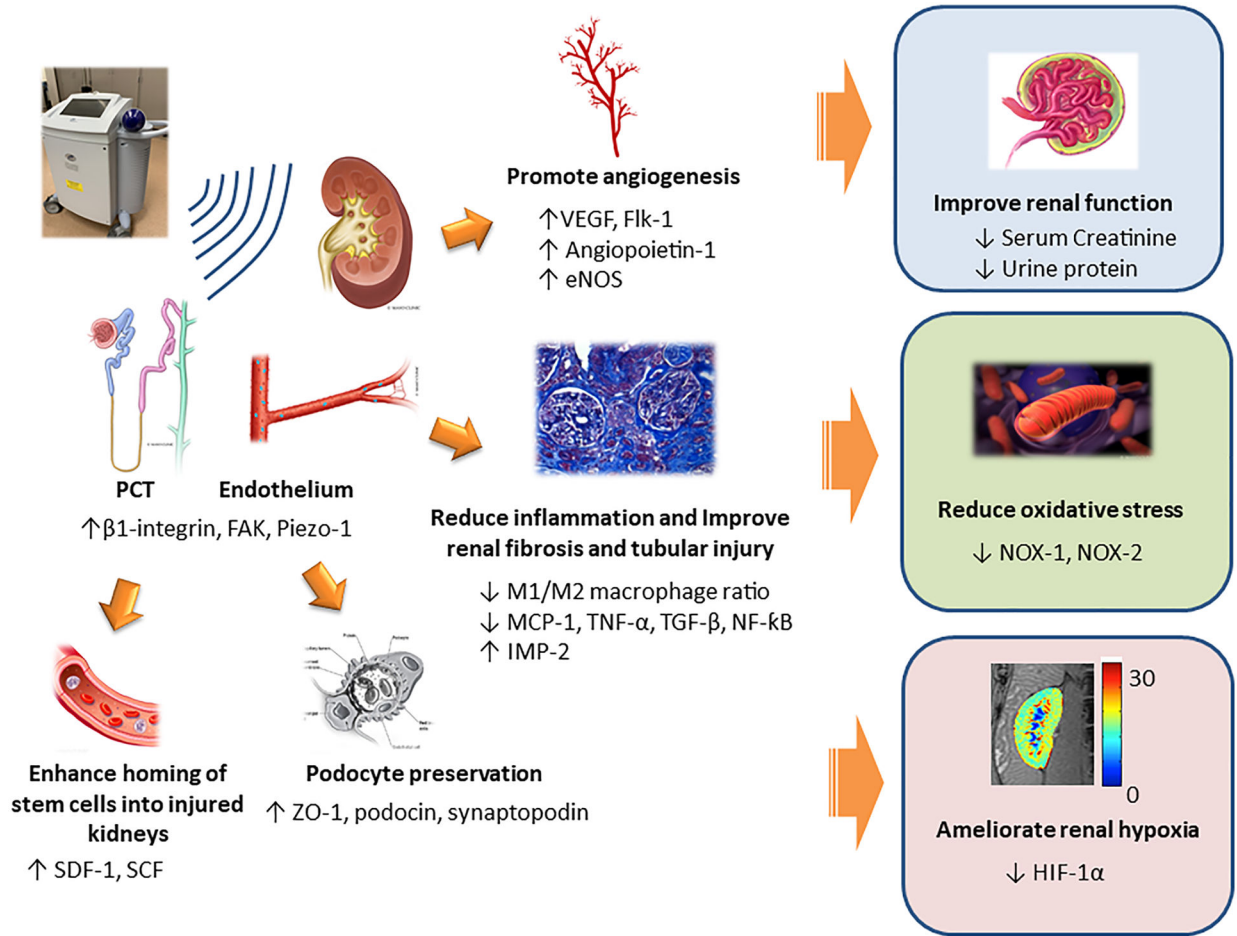 Promote angiogenesis
↑VEGF, Flk-1
↑ Angiopoietin-1
↑ eNOS
© MAYO CLINIC
PCT
Endothelium
↑β1-integrin, FAK, Piezo-1
Reduce inflammation and Improve
renal fibrosis and tubular injury
↓ M1/M2 macrophage ratio
↓ MCP-1, TNF-α, TGF-β, NF-ƙB
↑ IMP-2
Enhance homing of
stem cells into injured
kidneys
↑ SDF-1, SCF
Podocyte
Podocyte preservation
↑ ZO-1, podocin, synaptopodin
Improve renal function
↓ Serum Creatinine
↓ Urine protein
Reduce oxidative stress
↓ NOX-1, NOX-2
30
0
Ameliorate renal hypoxia
↓ HIF-1α